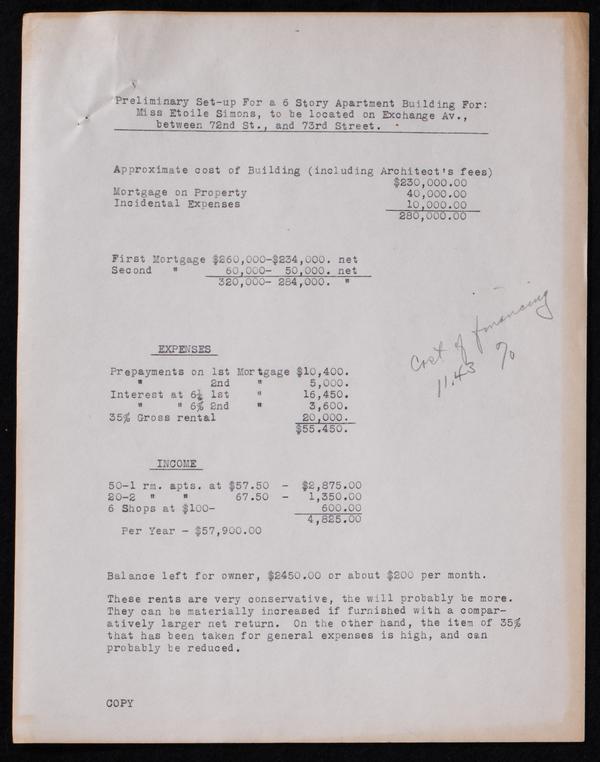 Preliminary Set-up For a 6 Story Apartment Building For:
Miss Etoile Simons, to be located on Exchange Av.,
between 72nd St., and 73rd Street.
Approximate cost of Building (including Architect's fees)
$230,000.00
Mortgage on Property 40,000.00
Incidental Expenses 10,000.00
280,000.00
First Mortgage $260,000-$234,000. net
Second " 60,000- 50,000. net
320,000- 284,000. "
Cost of financing
11.43 %
EXPENSES
Prepayments on 1st Mortgage $10,400.
" 2nd " 5,000.
Interest at 6½ 1st " 16,450.
" " 6% 2nd " 3,600.
35% Gross rental 20,000.
$55.450.
INCOME
50-1 rm. apts. at $57.50 - $2,875.00
20-2 " " 67.50 - 1,350.00
6 Shops at $100- 600.00
4,825.00
Per Year - $57,900.00
Balance left for owner, $2450.00 or about $200 per month.
These rents are very conservative, the will probably be more.
They can be materially increased if furnished with a compar-
atively larger net return. On the other hand, the item of 35%
that has been taken for general expenses is high, and can
probably be reduced.
COPY